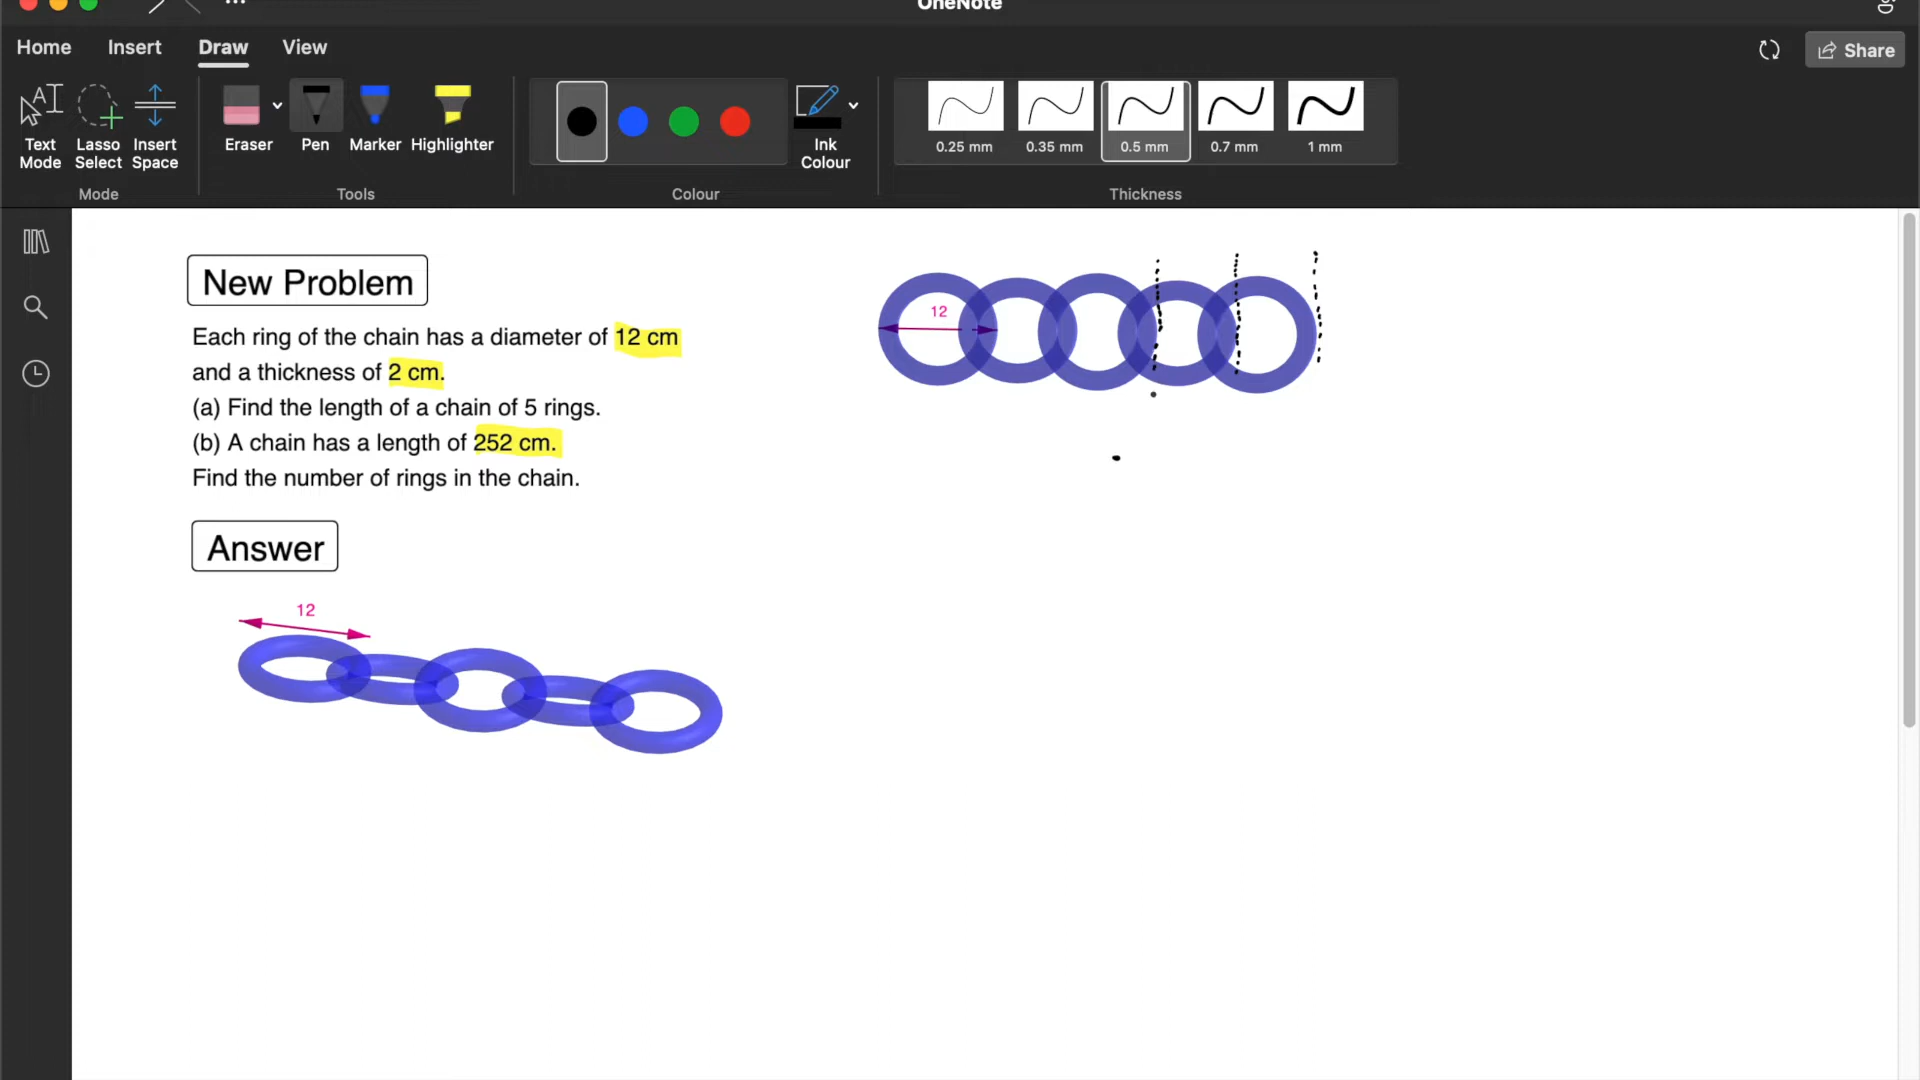 OneNote
Home Insert Draw View
Share
Text Mode
Lasso Select
Insert Space
Eraser
Pen
Marker
Highlighter
Ink Colour
0.25 mm
0.35 mm
0.5 mm
0.7 mm
1 mm
Mode
Tools
Colour
Thickness
New Problem
Each ring of the chain has a diameter of 12 cm
and a thickness of 2 cm.
(a) Find the length of a chain of 5 rings.
(b) A chain has a length of 252 cm.
Find the number of rings in the chain.
12
Answer
12